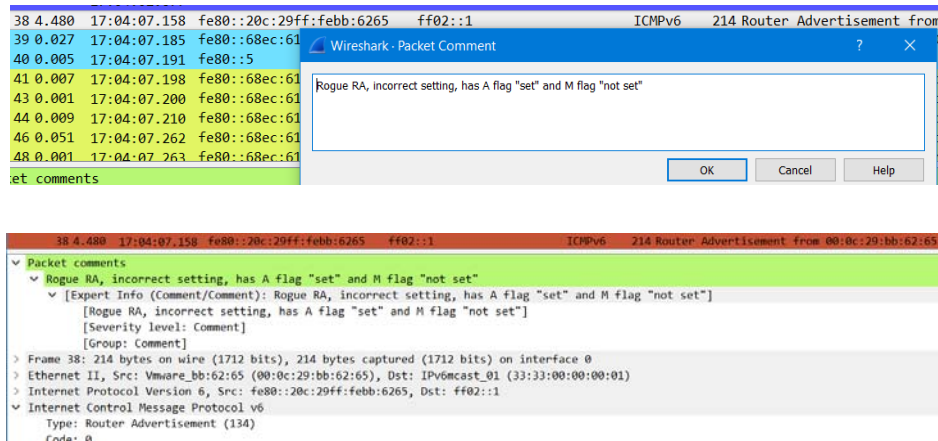 38 4.480 17:04:07.158 fe80::20c:29ff:febb:6265 ff02::1 ICMPv6 214 Router Advertisement from
39 0.027 17:04:07.185 fe80::68ec:61
40 0.005 17:04:07.191 fe80::5
41 0.007 17:04:07.198 fe80::68ec:61
43 0.001 17:04:07.200 fe80::68ec:61
44 0.009 17:04:07.210 fe80::68ec:61
46 0.051 17:04:07.262 fe80::68ec:61
48 0.001 17:04:07.263 fe80::68ec:61
et comments
Wireshark · Packet Comment ? ×
Rogue RA, incorrect setting, has A flag "set" and M flag "not set"
OK Cancel Help
38 4.480 17:04:07.158 fe80::20c:29ff:febb:6265 ff02::1 ICMPv6 214 Router Advertisement from 00:0c:29:bb:62:65
Packet comments
Rogue RA, incorrect setting, has A flag "set" and M flag "not set"
[Expert Info (Comment/Comment): Rogue RA, incorrect setting, has A flag "set" and M flag "not set"]
[Rogue RA, incorrect setting, has A flag "set" and M flag "not set"]
[Severity level: Comment]
[Group: Comment]
Frame 38: 214 bytes on wire (1712 bits), 214 bytes captured (1712 bits) on interface 0
Ethernet II, Src: Vmware_bb:62:65 (00:0c:29:bb:62:65), Dst: IPv6mcast_01 (33:33:00:00:00:01)
Internet Protocol Version 6, Src: fe80::20c:29ff:febb:6265, Dst: ff02::1
Internet Control Message Protocol v6
Type: Router Advertisement (134)
Code: 0